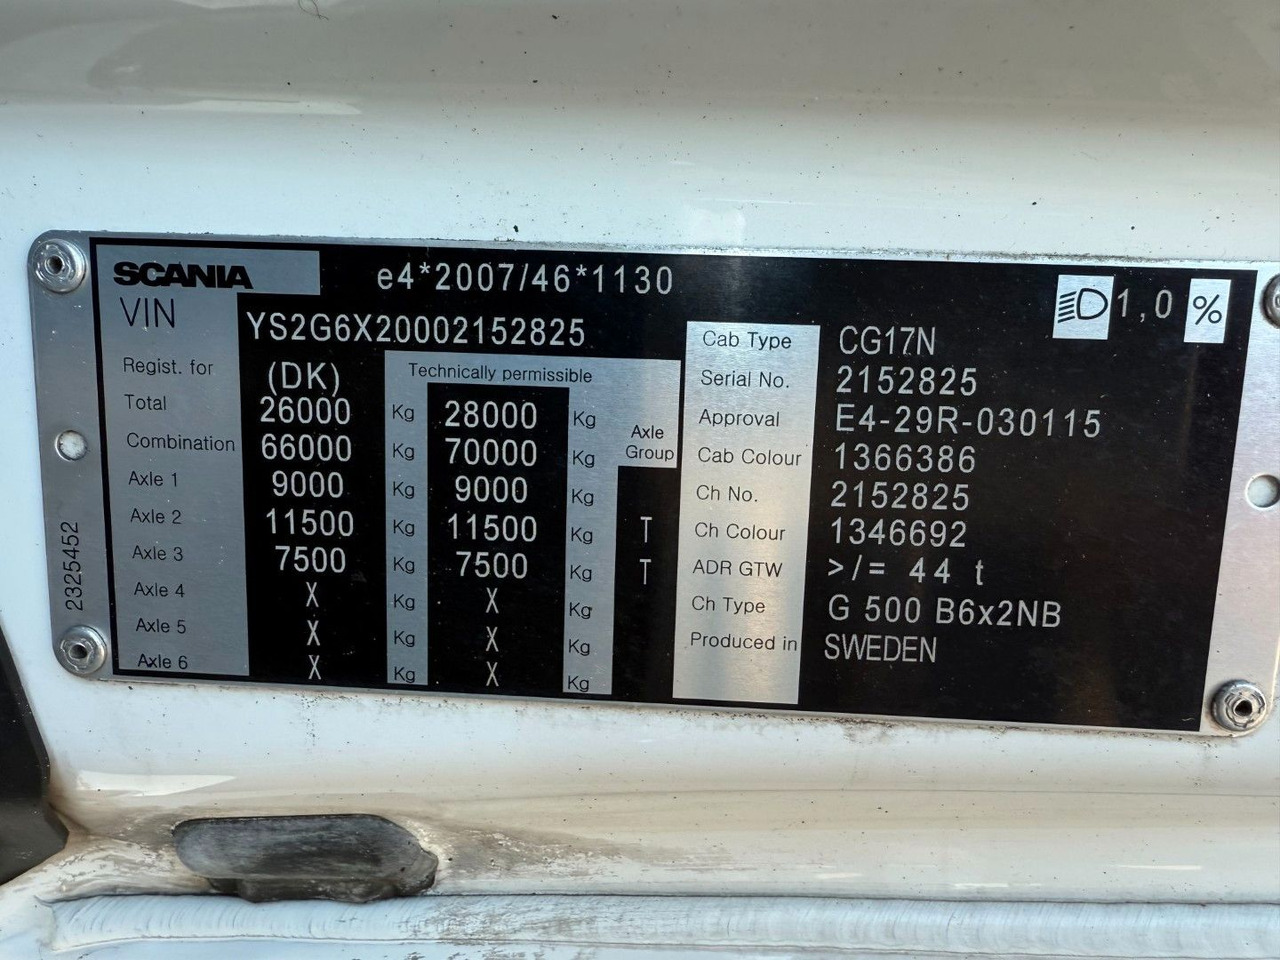 SCANIA e4*2007/46*1130
VIN YS2G6X20002152825
1,0 %
Regist. for (DK) Technically permissible
Total 26000 Kg 28000 Kg
Combination 66000 Kg 70000 Kg Axle Group
Axle 1 9000 Kg 9000 Kg
Axle 2 11500 Kg 11500 Kg T
Axle 3 7500 Kg 7500 Kg T
Axle 4 X Kg X Kg
Axle 5 X Kg X Kg
Axle 6 X Kg X Kg
Cab Type CG17N
Serial No. 2152825
Approval E4-29R-030115
Cab Colour 1366386
Ch No. 2152825
Ch Colour 1346692
ADR GTW >/= 44 t
Ch Type G 500 B6x2NB
Produced in SWEDEN
2325452